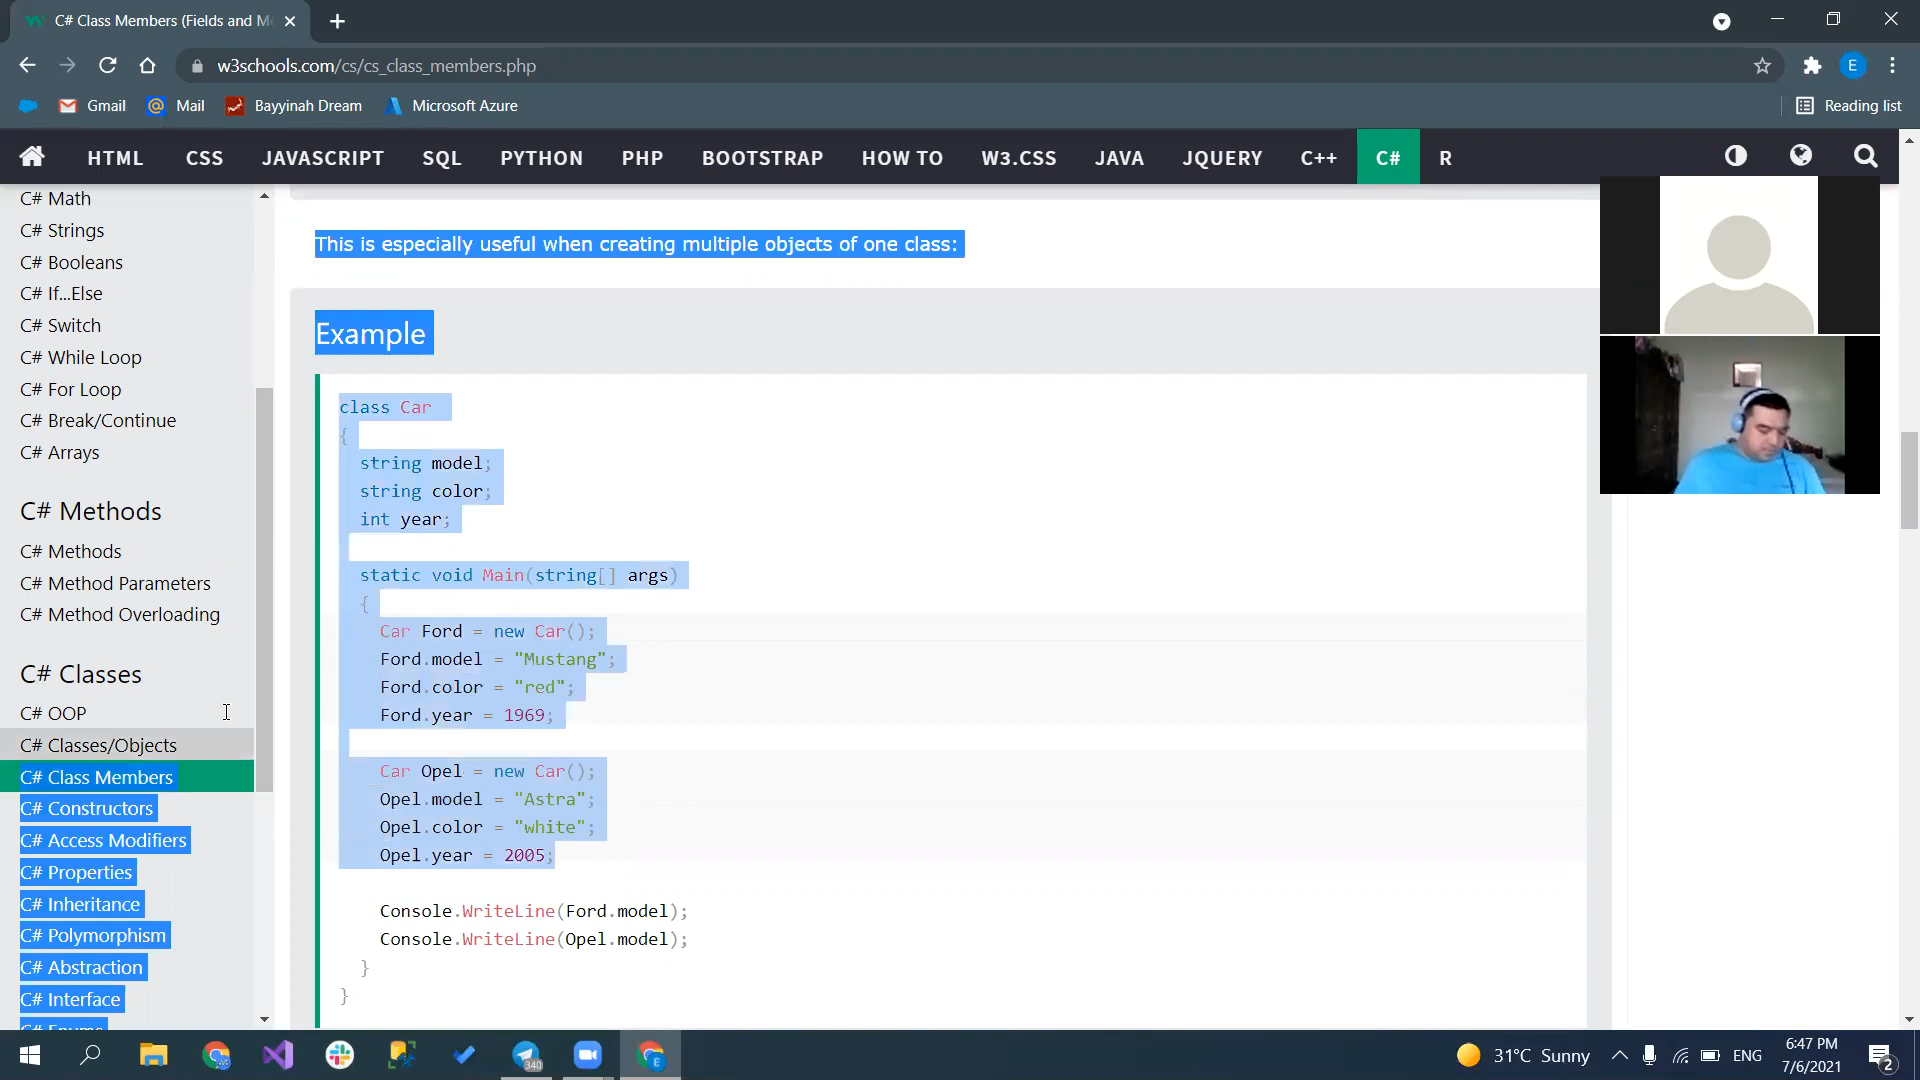 C# Class Members (Fields and Me
w3schools.com/cs/cs_class_members.php
E
Gmail
Mail
Bayyinah Dream
Microsoft Azure
Reading list
HTML
CSS
JAVASCRIPT
SQL
PYTHON
PHP
BOOTSTRAP
HOW TO
W3.CSS
JAVA
JQUERY
C++
C#
R
C# Math
C# Strings
C# Booleans
C# If...Else
C# Switch
C# While Loop
C# For Loop
C# Break/Continue
C# Arrays
C# Methods
C# Methods
C# Method Parameters
C# Method Overloading
C# Classes
C# OOP
C# Classes/Objects
C# Class Members
C# Constructors
C# Access Modifiers
C# Properties
C# Inheritance
C# Polymorphism
C# Abstraction
C# Interface
C# Enums
This is especially useful when creating multiple objects of one class:
Example
class Car
{
string model;
string color;
int year;
static void Main(string[] args)
{
Car Ford = new Car();
Ford.model = "Mustang";
Ford.color = "red";
Ford.year = 1969;
Car Opel = new Car();
Opel.model = "Astra";
Opel.color = "white";
Opel.year = 2005;
Console.WriteLine(Ford.model);
Console.WriteLine(Opel.model);
}
}
340
E
31°C Sunny
ENG
6:47 PM
7/6/2021
2